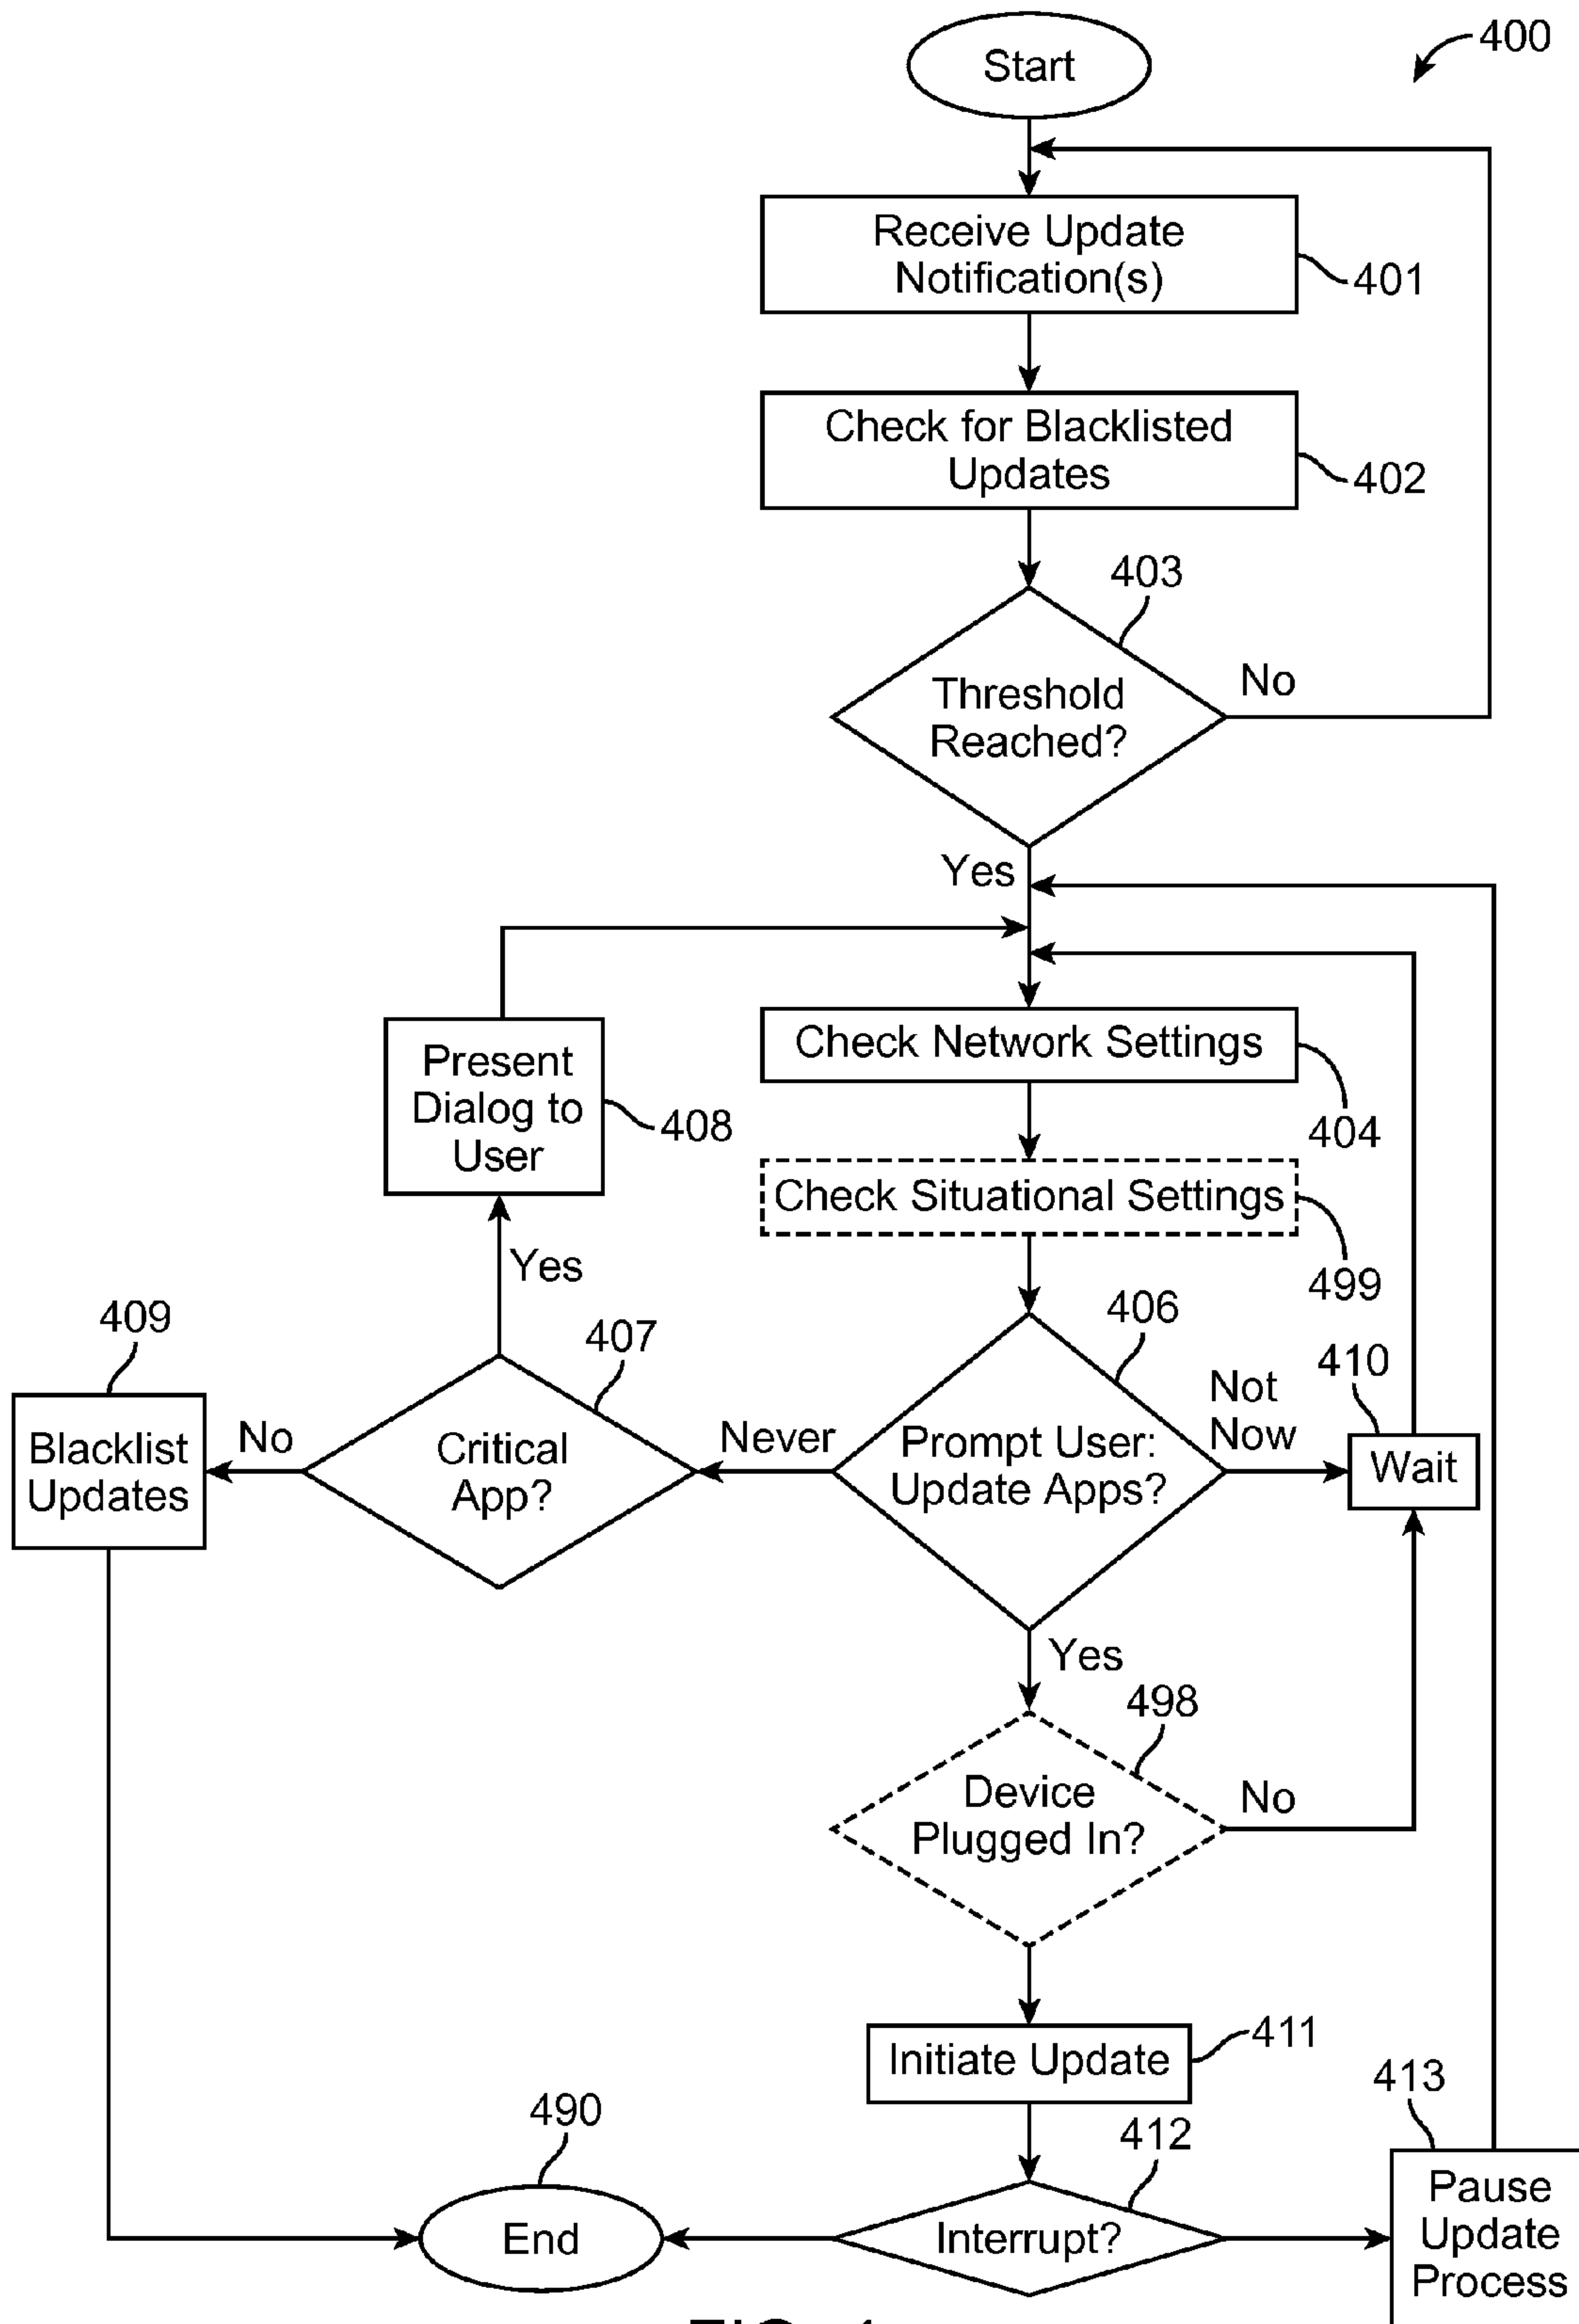 400
Start
Receive Update
Notification(s)
401
Check for Blacklisted
Updates
402
403
Threshold
Reached?
No
Yes
Check Network Settings
404
Present
Dialog to
User
408
Check Situational Settings
499
Yes
409
407
406
410
Not
Now
Blacklist
Updates
No
Critical
App?
Never
Prompt User:
Update Apps?
Wait
Yes
498
Device
Plugged In?
No
411
Initiate Update
413
490
412
End
Interrupt?
Pause
Update
Process